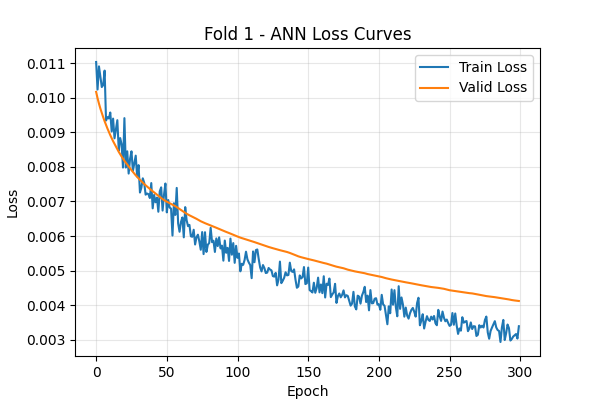 Fold 1 - ANN Loss Curves
Train Loss
Valid Loss
0.011
0.010
0.009
0.008
0.007
0.006
0.005
0.004
0.003
Loss
0 50 100 150 200 250 300
Epoch